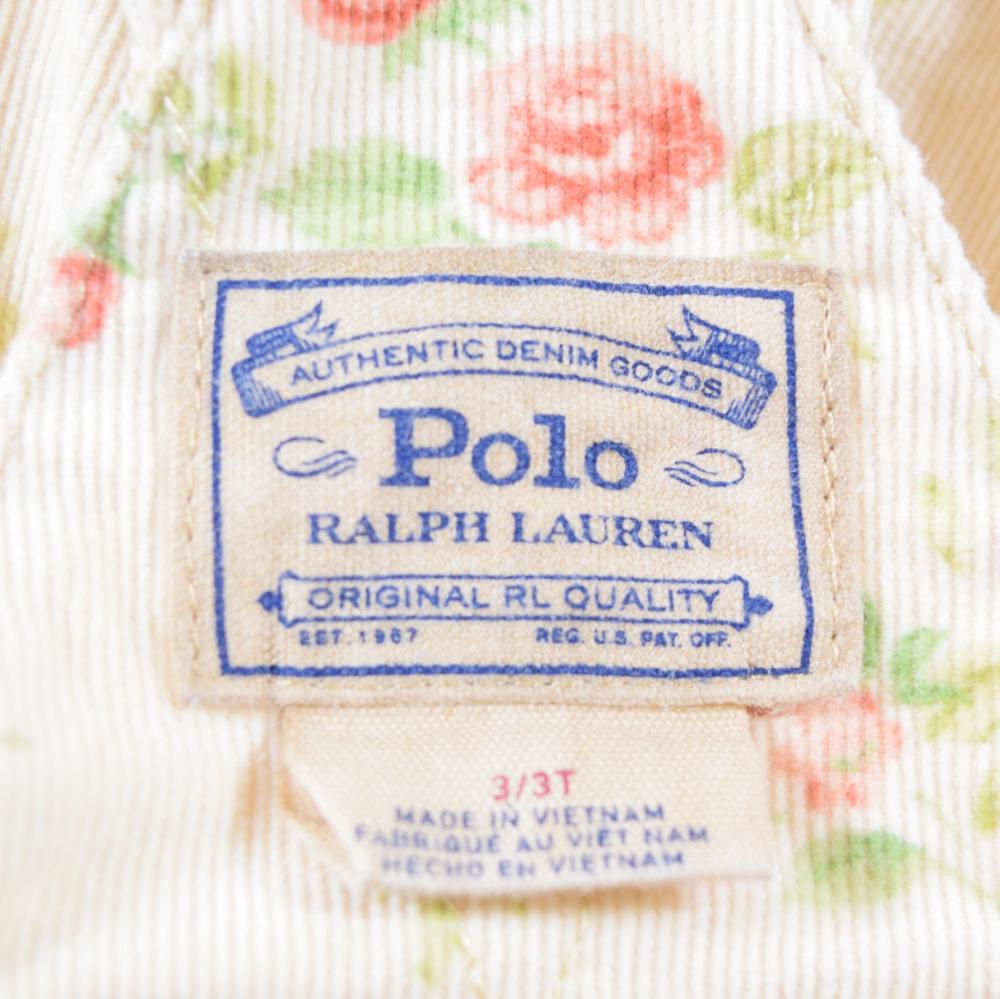 AUTHENTIC DENIM GOODS
Polo
RALPH LAUREN
ORIGINAL RL QUALITY
EST. 1967 REG. U.S. PAT. OFF.
3/3T
MADE IN VIETNAM
FABRIQUÉ AU VIET NAM
HECHO EN VIETNAM